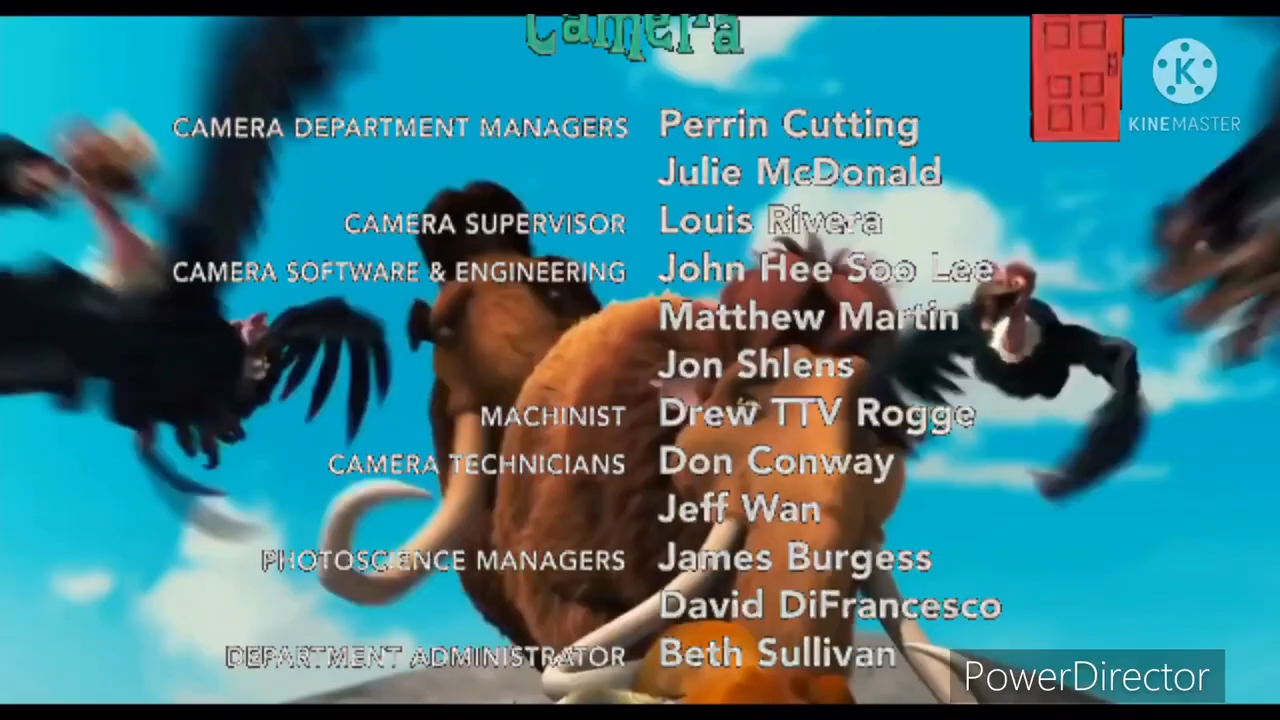 Camera
CAMERA DEPARTMENT MANAGERS Perrin Cutting
Julie McDonald
CAMERA SUPERVISOR Louis Rivera
CAMERA SOFTWARE & ENGINEERING John Hee Soo Lee
Matthew Martin
Jon Shlens
MACHINIST Drew TTV Rogge
CAMERA TECHNICIANS Don Conway
Jeff Wan
PHOTOSCIENCE MANAGERS James Burgess
David DiFrancesco
DEPARTMENT ADMINISTRATOR Beth Sullivan
K
KINEMASTER
PowerDirector